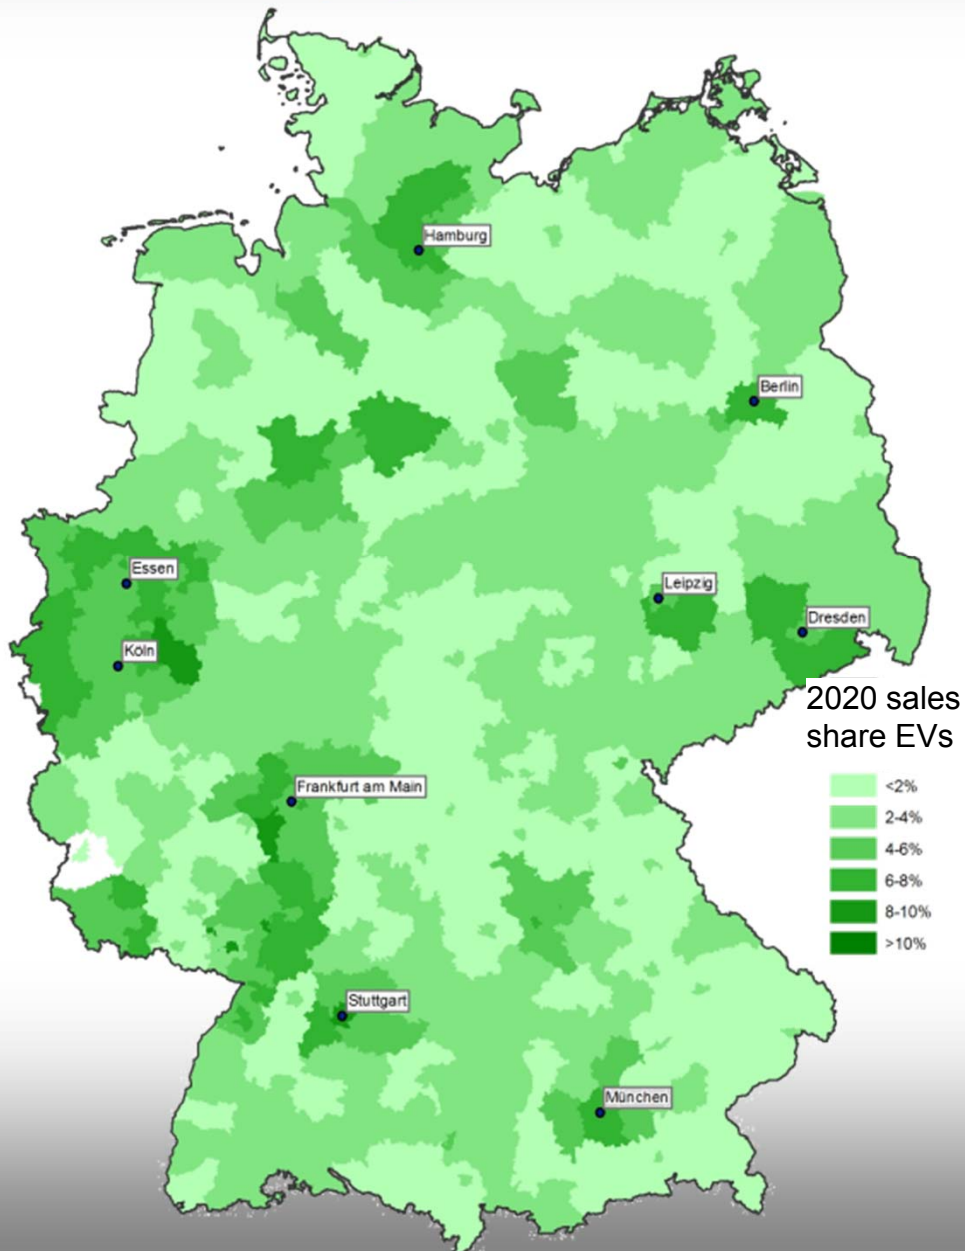 Hamburg
Berlin
Essen
Leipzig
Dresden
Köln
2020 sales
share EVs
Frankfurt am Main
<2%
2-4%
4-6%
6-8%
8-10%
>10%
Stuttgart
München